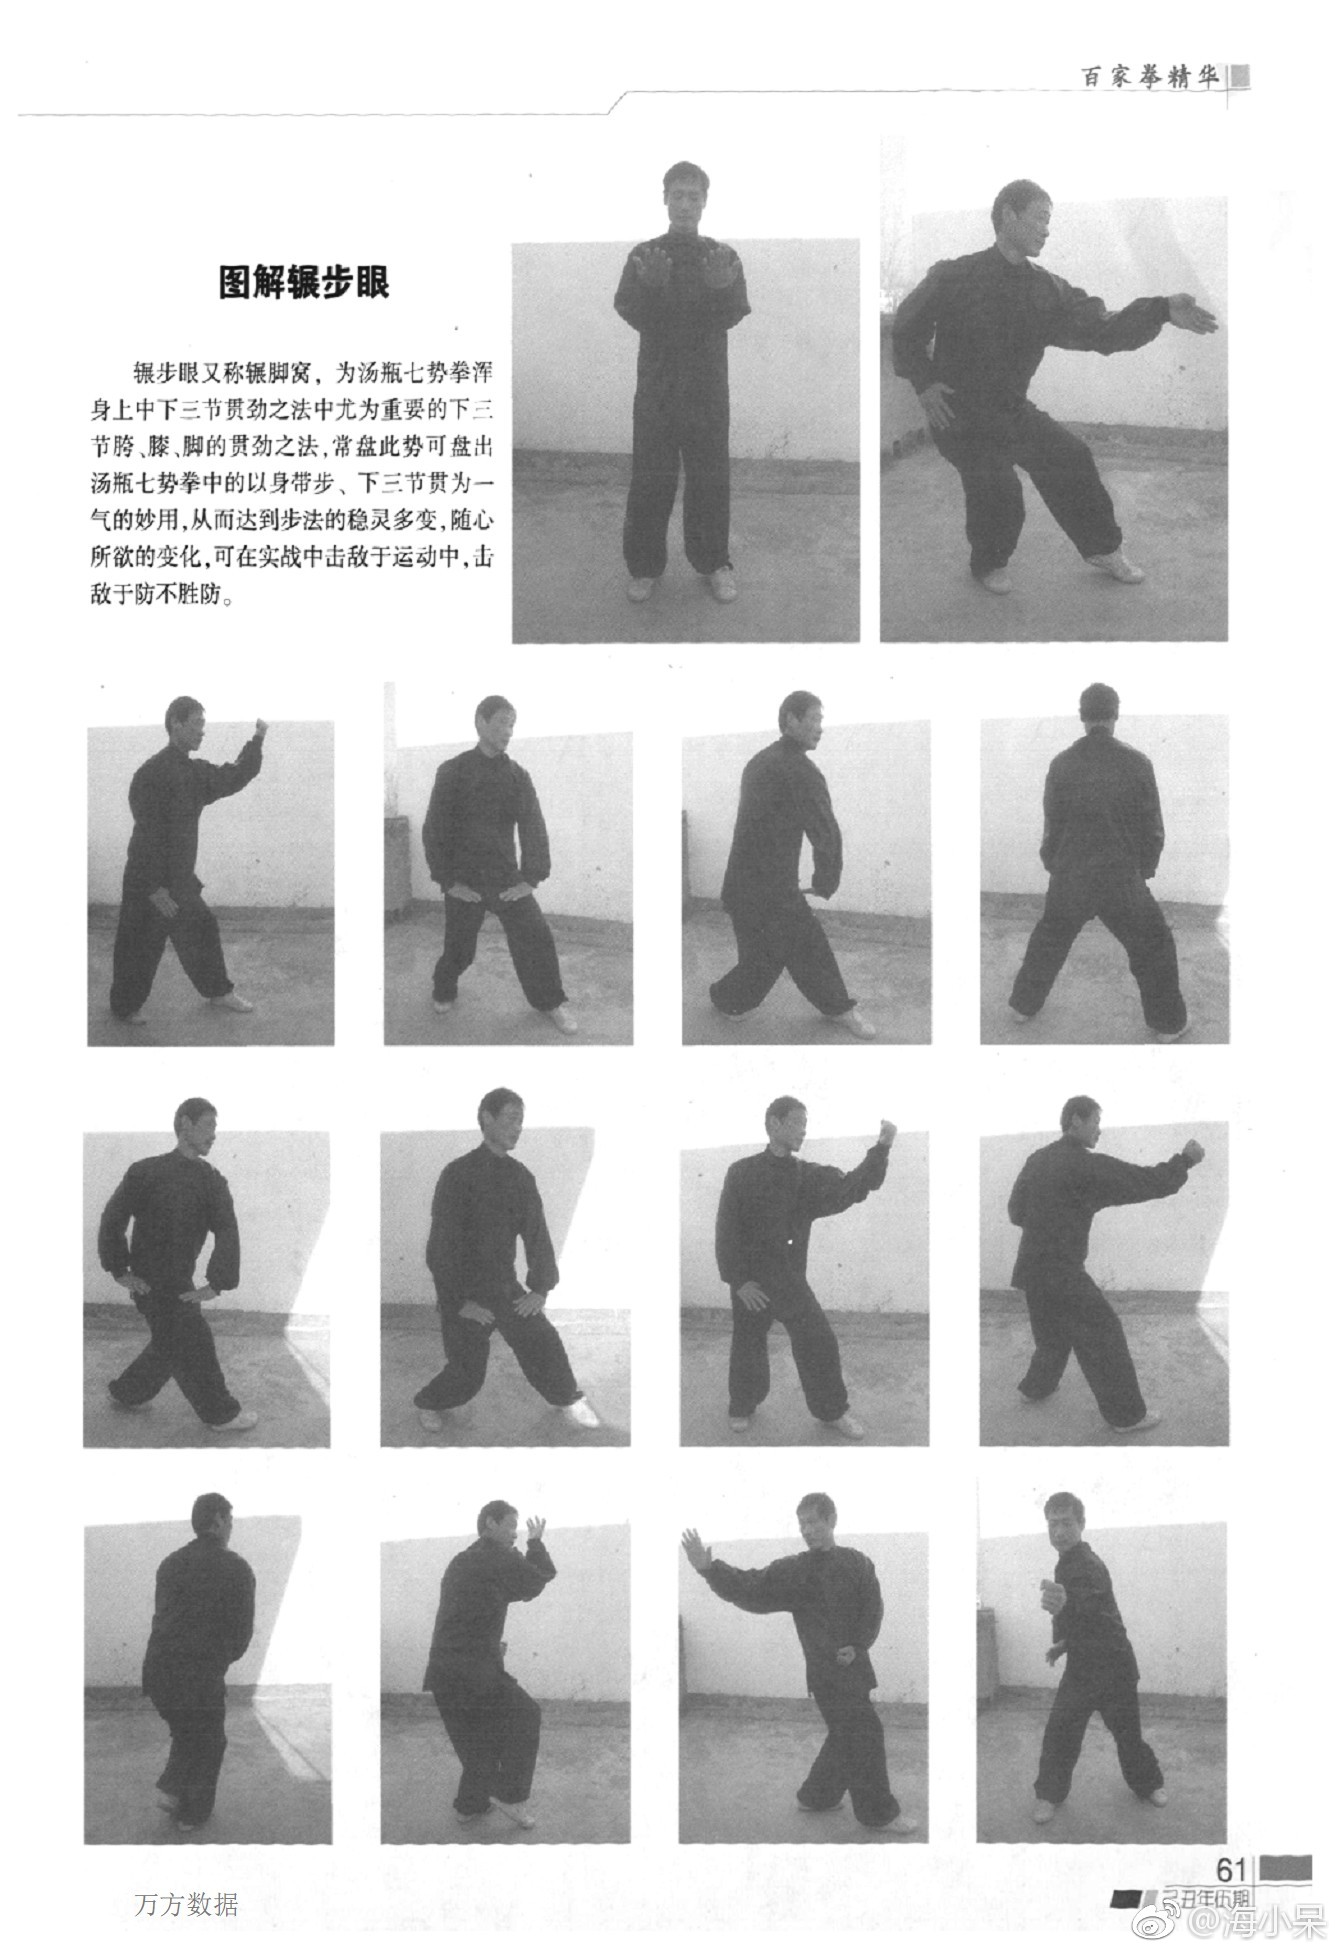 百家拳精华
图解辗步眼
辗步眼又称辗脚窝，为汤瓶七势拳浑
身上中下三节贯劲之法中尤为重要的下三
节胯、膝、脚的贯劲之法，常盘此势可盘出
汤瓶七势拳中的以身带步、下三节贯为一
气的妙用，从而达到步法的稳灵多变，随心
所欲的变化，可在实战中击敌于运动中，击
敌于防不胜防。
61
己丑年伍期
万方数据
@海小呆